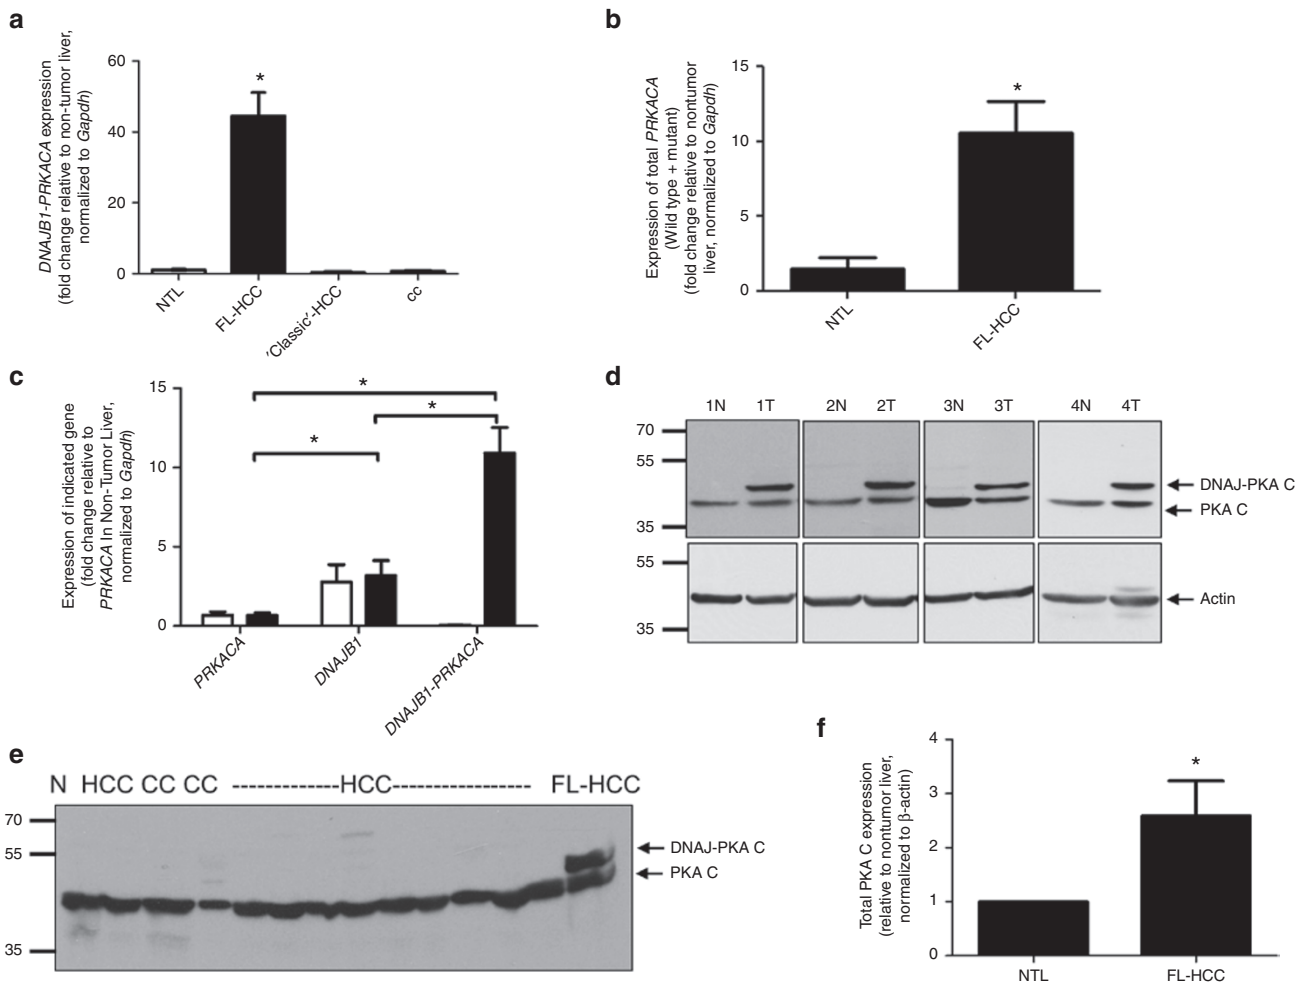 a
DNAJB1-PRKACA expression
(fold change relative to non-tumor liver,
normalized to Gapdh)
60
40
20
0
*
NTL
FL-HCC
'Classic'-HCC
cc
b
Expression of total PRKACA
(Wild type + mutant)
(fold change relative to nontumor
liver, normalized to Gapdh)
15
10
5
0
*
NTL
FL-HCC
c
Expression of indicated gene
(fold change relative to
PRKACA In Non-Tumor Liver,
normalized to Gapdh)
15
10
5
0
*
*
*
PRKACA
DNAJB1
DNAJB1-PRKACA
d
1N 1T 2N 2T 3N 3T 4N 4T
70
55
35
DNAJ-PKA C
PKA C
55
35
Actin
e
N HCC CC CC -----------HCC--------------- FL-HCC
70
55
35
DNAJ-PKA C
PKA C
f
Total PKA C expression
(relative to nontumor liver,
normalized to β-actin)
4
3
2
1
0
*
NTL
FL-HCC